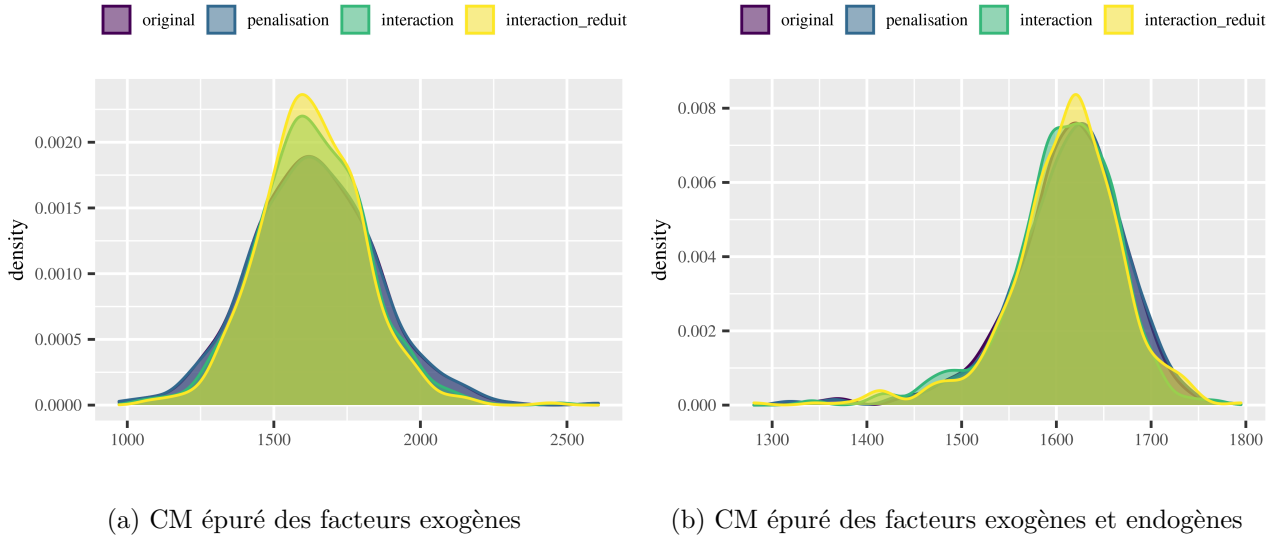 original penalisation interaction interaction_reduit
original penalisation interaction interaction_reduit
density
0.0020
0.0015
0.0010
0.0005
0.0000
1000 1500 2000 2500
density
0.008
0.006
0.004
0.002
0.000
1300 1400 1500 1600 1700 1800
(a) CM épuré des facteurs exogènes
(b) CM épuré des facteurs exogènes et endogènes